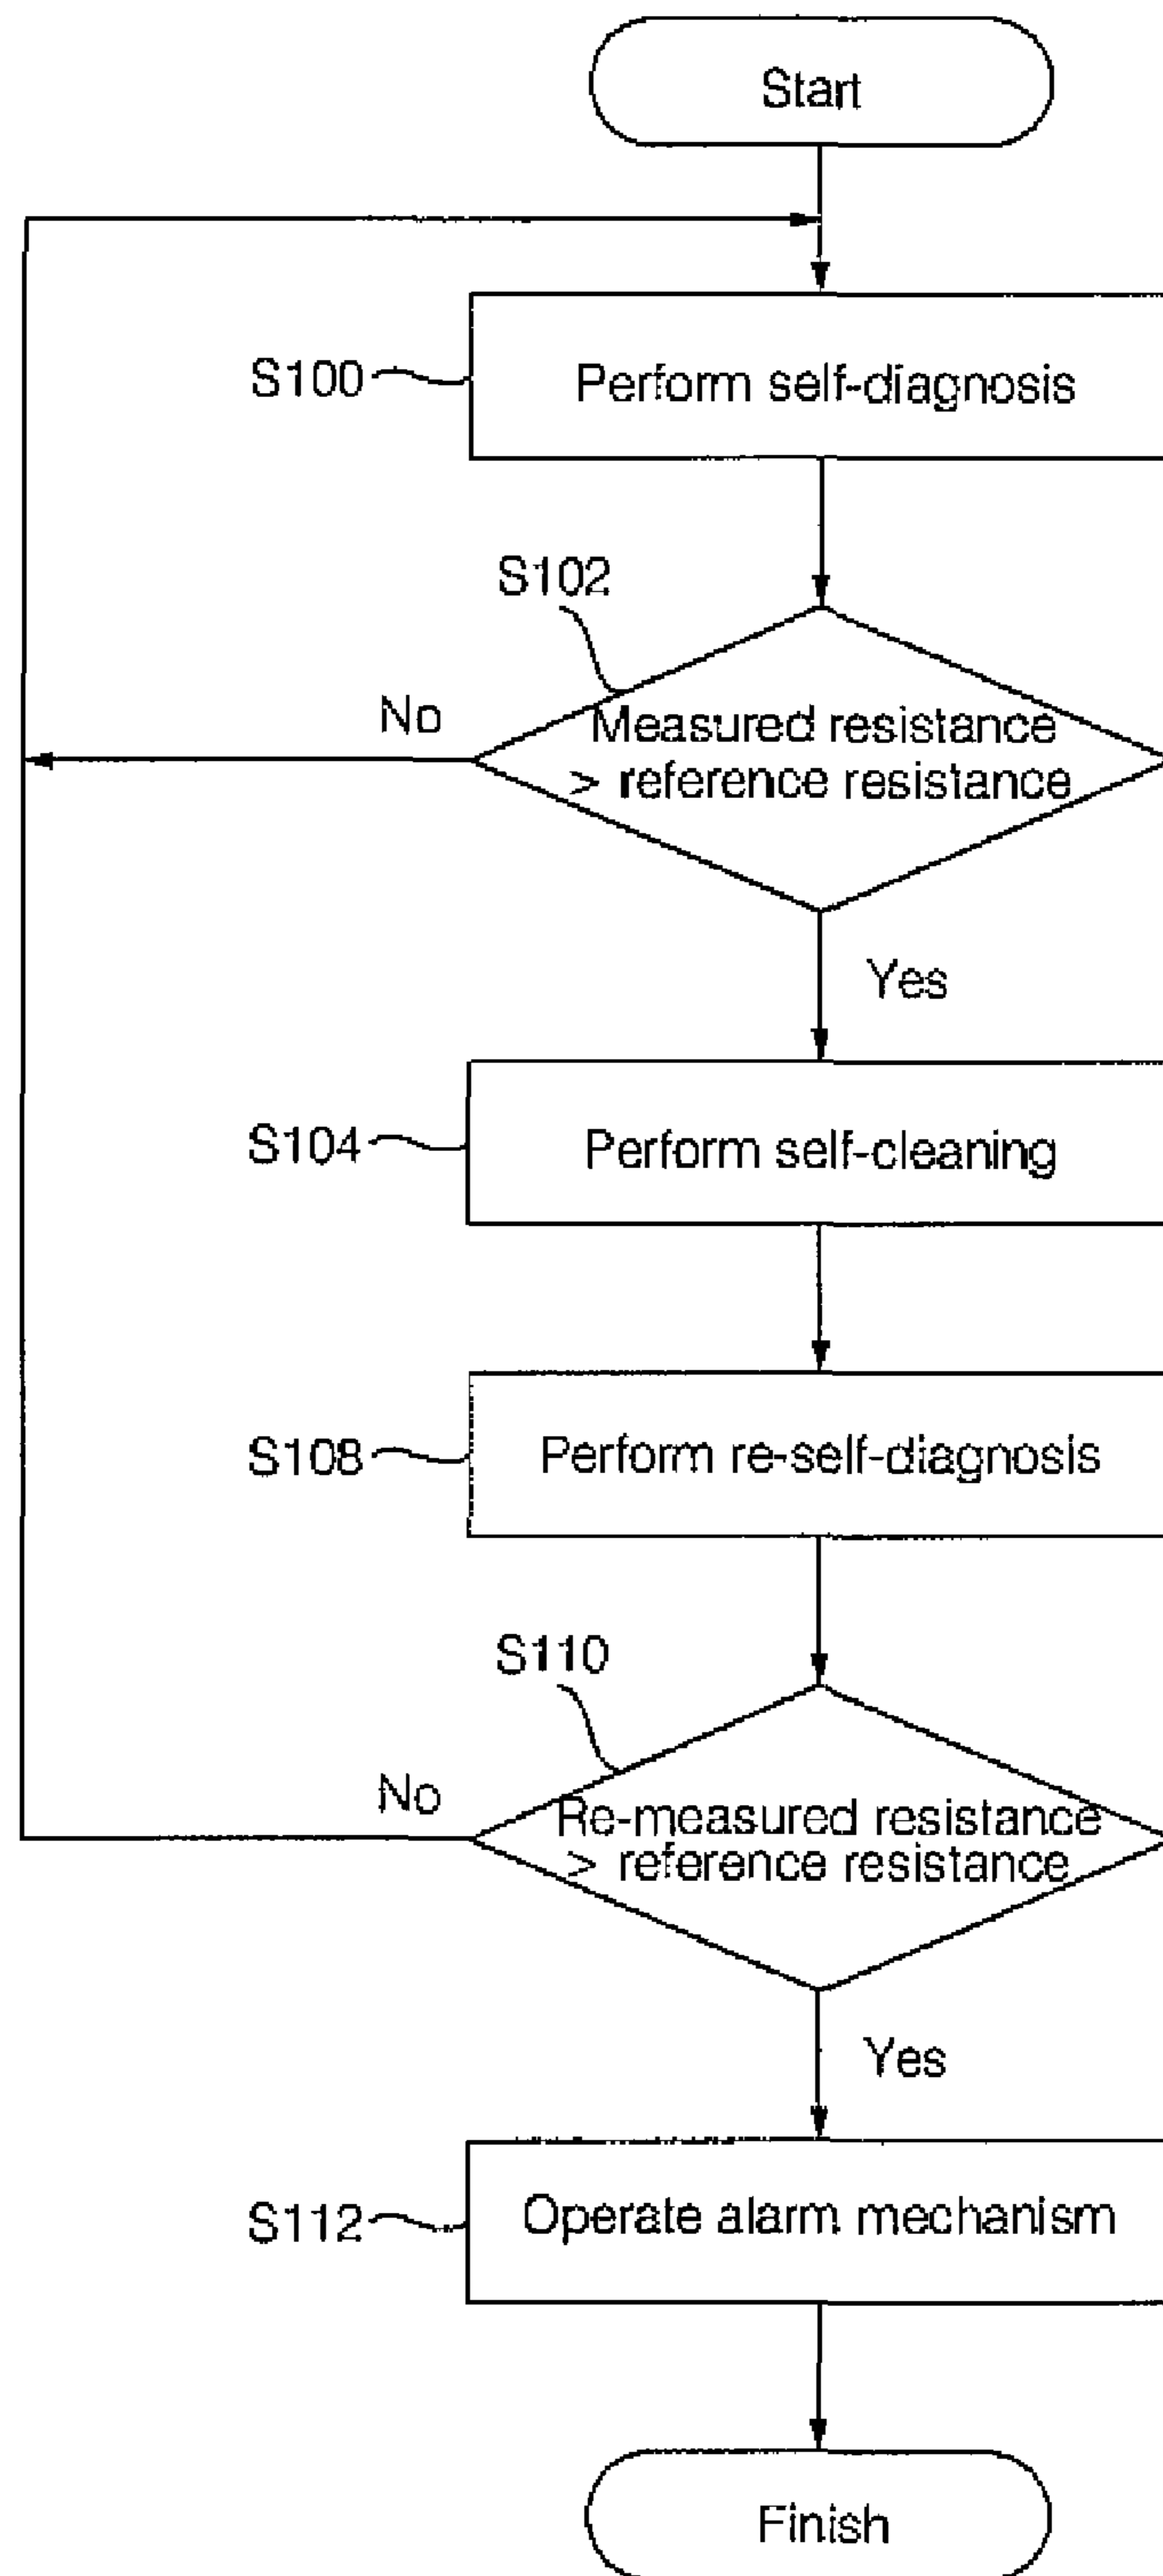 Start
S100
Perform self-diagnosis
S102
No
Measured resistance
> reference resistance
Yes
S104
Perform self-cleaning
S108
Perform re-self-diagnosis
S110
No
Re-measured resistance
> reference resistance
Yes
S112
Operate alarm mechanism
Finish